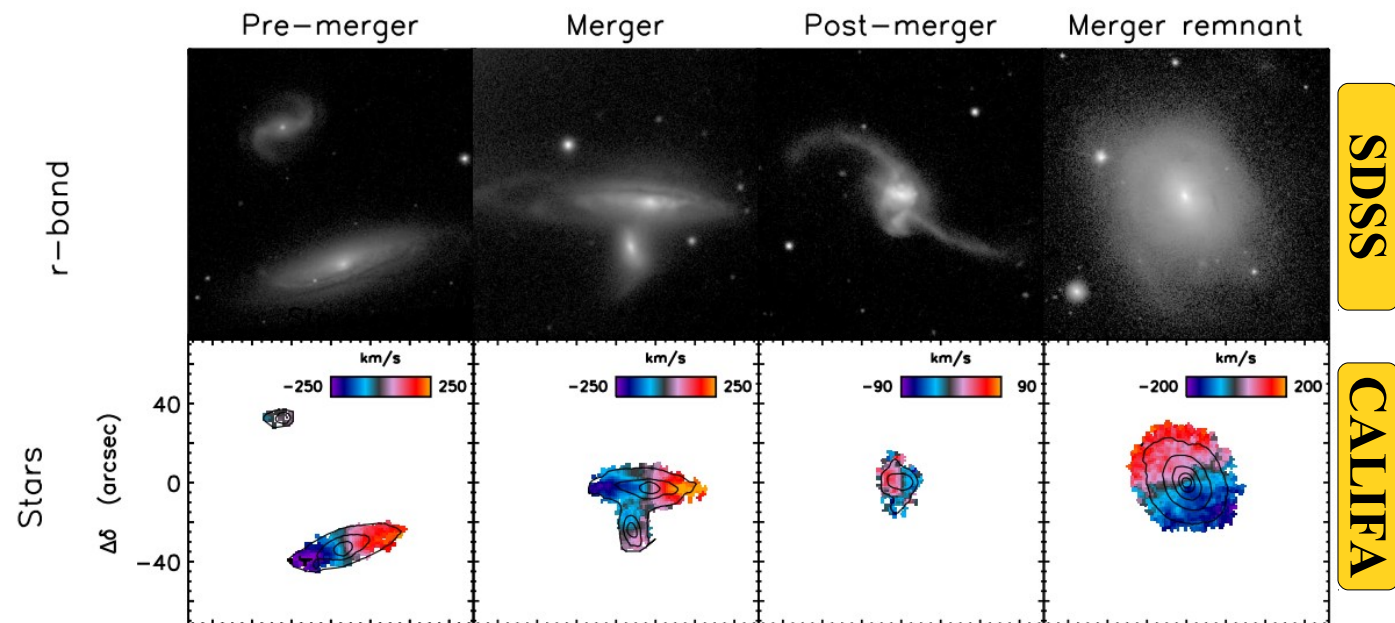 Pre-merger Merger Post-merger Merger remnant
r-band
SDSS
km/s km/s km/s km/s
-250 250 -250 250 -90 90 -200 200
40
0
-40
Δδ (arcsec)
Stars
CALIFA